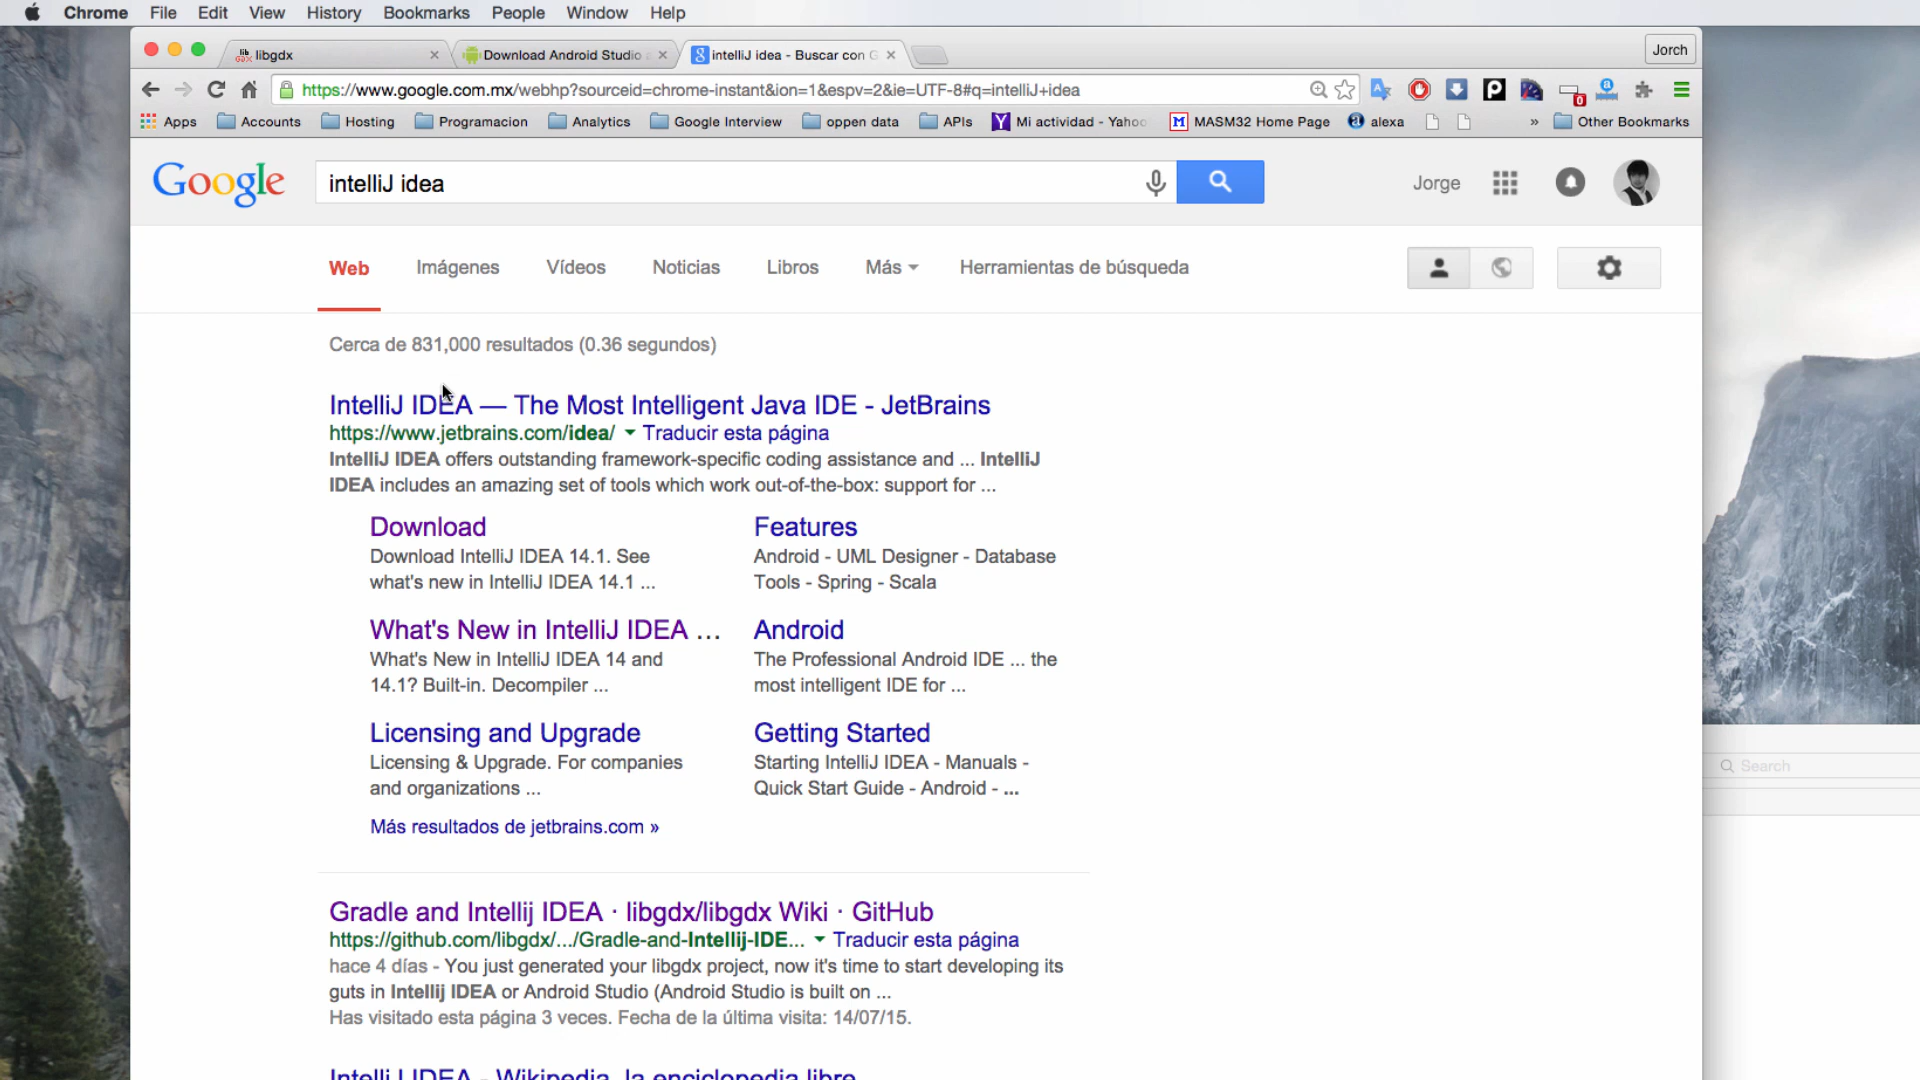 Chrome File Edit View History Bookmarks People Window Help
libgdx Download Android Studio intelliJ idea - Buscar con G Jorch
https://www.google.com.mx/webhp?sourceid=chrome-instant&ion=1&espv=2&ie=UTF-8#q=intelliJ+idea
Apps Accounts Hosting Programacion Analytics Google Interview oppen data APIs Mi actividad - Yahoo MASM32 Home Page alexa » Other Bookmarks
Google intelliJ idea Jorge
Web Imágenes Vídeos Noticias Libros Más Herramientas de búsqueda
Cerca de 831,000 resultados (0.36 segundos)
IntelliJ IDEA — The Most Intelligent Java IDE - JetBrains
https://www.jetbrains.com/idea/ Traducir esta página
IntelliJ IDEA offers outstanding framework-specific coding assistance and ... IntelliJ
IDEA includes an amazing set of tools which work out-of-the-box: support for ...
Download
Download IntelliJ IDEA 14.1. See
what's new in IntelliJ IDEA 14.1 ...
Features
Android - UML Designer - Database
Tools - Spring - Scala
What's New in IntelliJ IDEA ...
What's New in IntelliJ IDEA 14 and
14.1? Built-in. Decompiler ...
Android
The Professional Android IDE ... the
most intelligent IDE for ...
Licensing and Upgrade
Licensing & Upgrade. For companies
and organizations ...
Getting Started
Starting IntelliJ IDEA - Manuals -
Quick Start Guide - Android - ...
Más resultados de jetbrains.com »
Search
Gradle and Intellij IDEA · libgdx/libgdx Wiki · GitHub
https://github.com/libgdx/.../Gradle-and-Intellij-IDE... Traducir esta página
hace 4 días - You just generated your libgdx project, now it's time to start developing its
guts in Intellij IDEA or Android Studio (Android Studio is built on ...
Has visitado esta página 3 veces. Fecha de la última visita: 14/07/15.
IntelliJ IDEA - Wikipedia, la enciclopedia libre